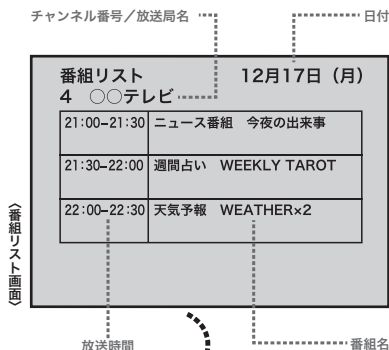 チャンネル番号／放送局名
日付
番組リスト 12月17日（月）
4 ○○テレビ
21:00-21:30 ニュース番組 今夜の出来事
21:30-22:00 週間占い WEEKLY TAROT
22:00-22:30 天気予報 WEATHER×2
〈番組リスト画面〉
放送時間
番組名